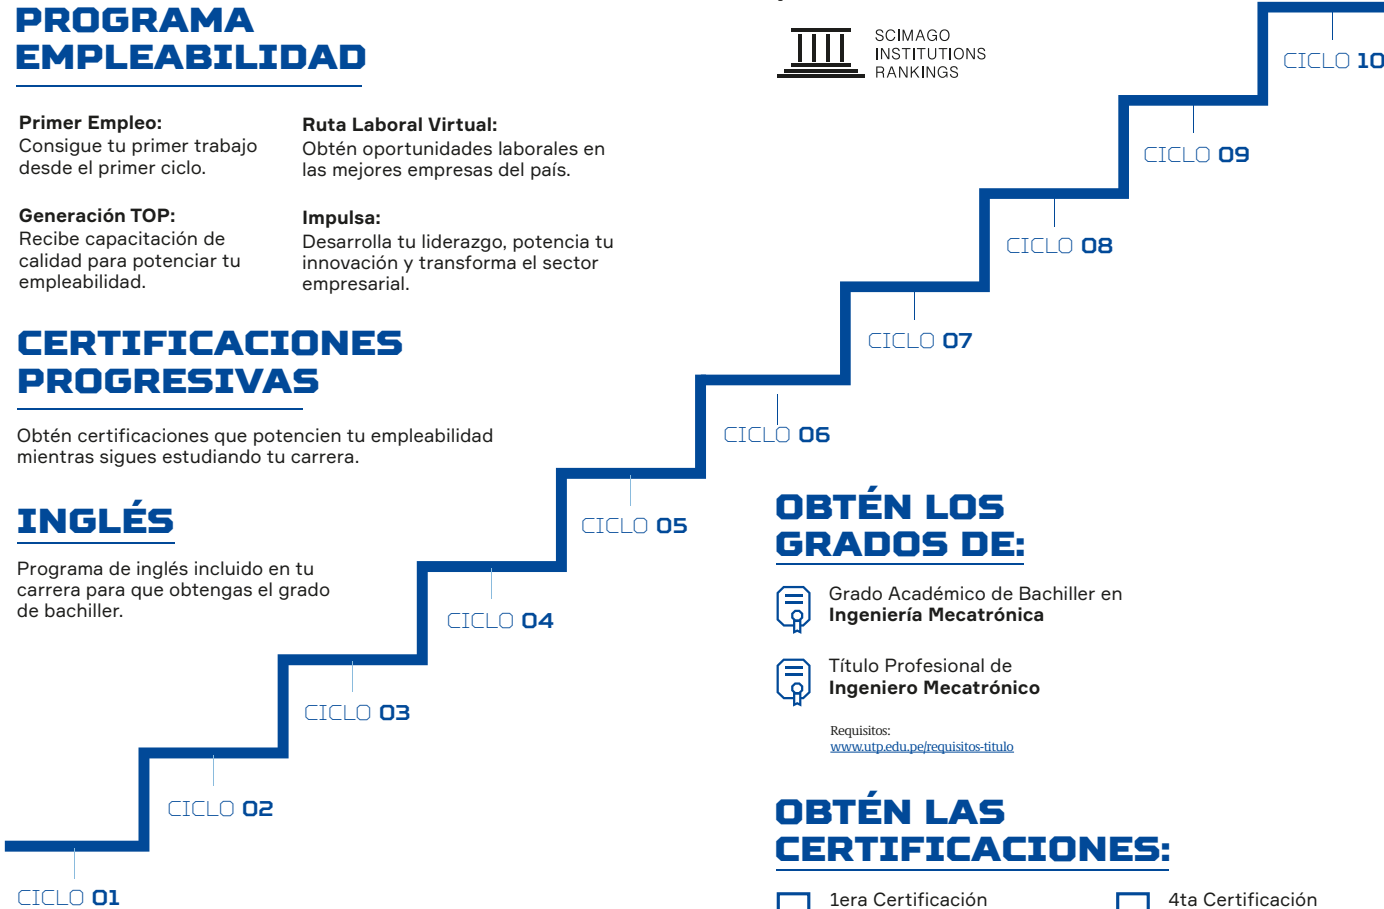 PROGRAMA
EMPLEABILIDAD
Primer Empleo:
Consigue tu primer trabajo
desde el primer ciclo.
Ruta Laboral Virtual:
Obtén oportunidades laborales en
las mejores empresas del país.
Generación TOP:
Recibe capacitación de
calidad para potenciar tu
empleabilidad.
Impulsa:
Desarrolla tu liderazgo, potencia tu
innovación y transforma el sector
empresarial.
CERTIFICACIONES
PROGRESIVAS
Obtén certificaciones que potencien tu empleabilidad
mientras sigues estudiando tu carrera.
INGLÉS
Programa de inglés incluido en tu
carrera para que obtengas el grado
de bachiller.
SCIMAGO
INSTITUTIONS
RANKINGS
CICLO 10
CICLO 09
CICLO 08
CICLO 07
CICLO 06
CICLO 05
CICLO 04
CICLO 03
CICLO 02
CICLO 01
OBTÉN LOS
GRADOS DE:
Grado Académico de Bachiller en
Ingeniería Mecatrónica
Título Profesional de
Ingeniero Mecatrónico
Requisitos:
www.utp.edu.pe/requisitos-titulo
OBTÉN LAS
CERTIFICACIONES:
1era Certificación
4ta Certificación